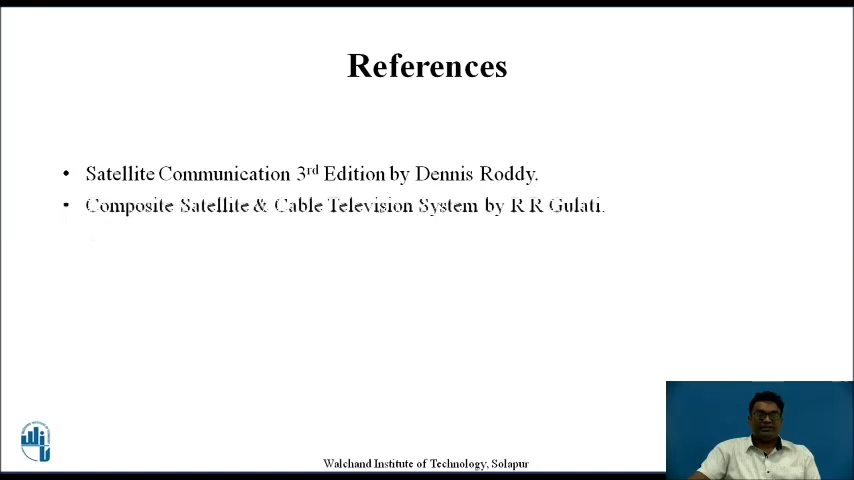 References
• Satellite Communication 3rd Edition by Dennis Roddy.
• Composite Satellite & Cable Television System by R R Gulati.
Walchand Institute of Technology, Solapur